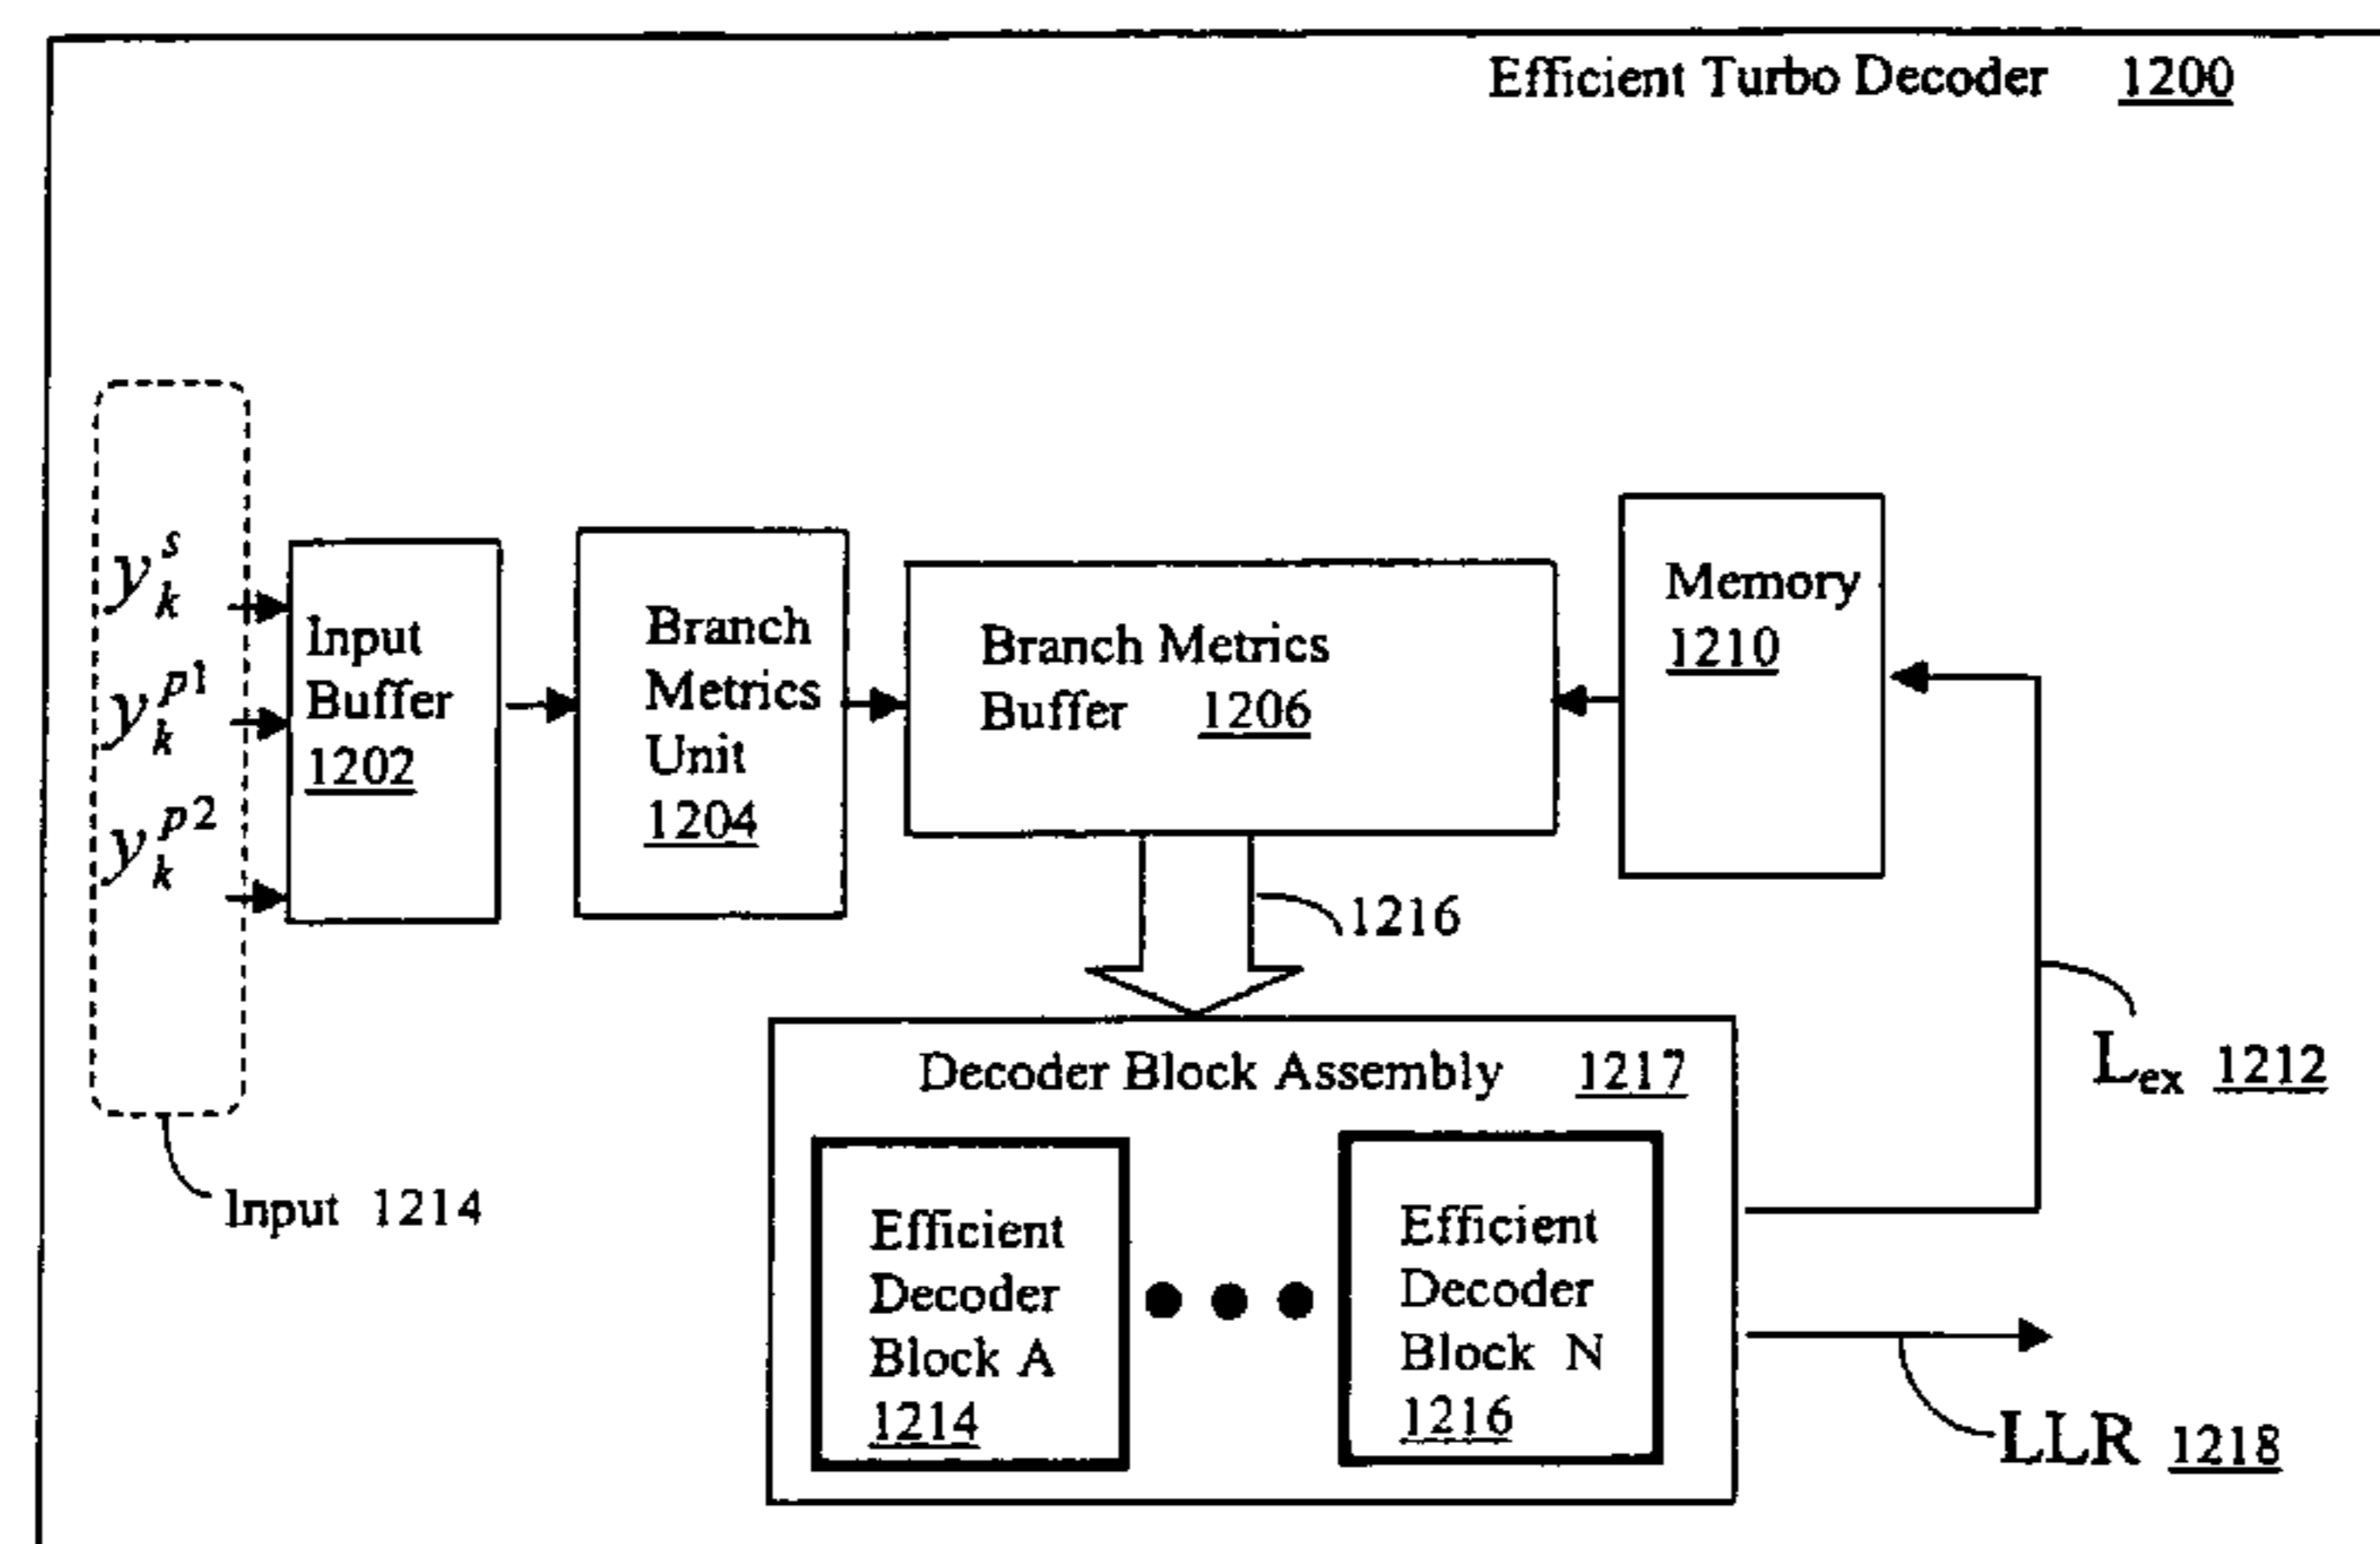 Efficient Turbo Decoder 1200
y_k^s
y_k^{p1}
y_k^{p2}
Input
Buffer
1202
Branch
Metrics
Unit
1204
Branch Metrics
Buffer 1206
Memory
1210
1216
Decoder Block Assembly 1217
Efficient
Decoder
Block A
1214
Efficient
Decoder
Block N
1216
L_ex 1212
Input 1214
LLR 1218